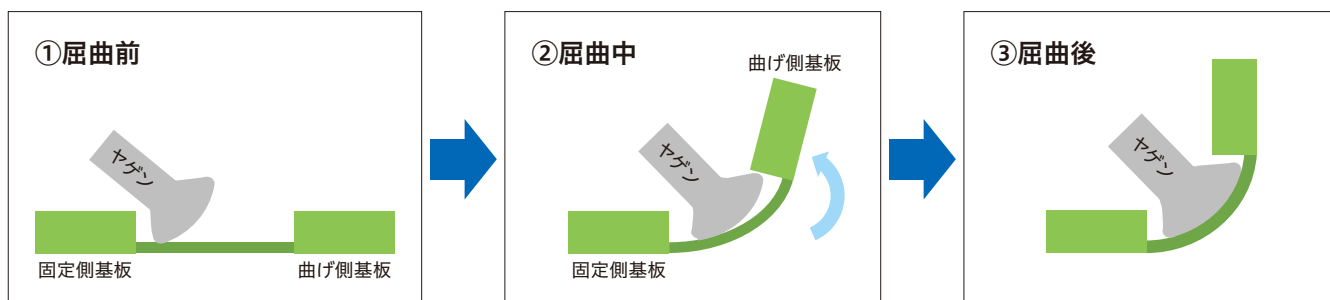 ①屈曲前
ヤゲン
固定側基板
曲げ側基板
②屈曲中
曲げ側基板
ヤゲン
固定側基板
③屈曲後
ヤゲン